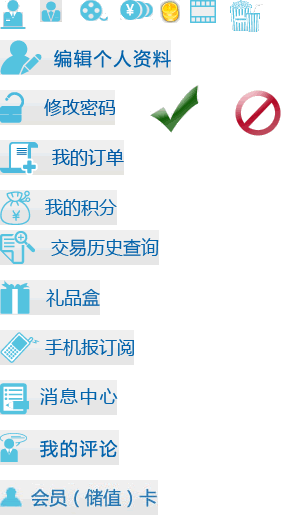 ¥
编辑个人资料
修改密码
我的订单
¥
我的积分
交易历史查询
礼品盒
手机报订阅
消息中心
我的评论
会员（储值）卡